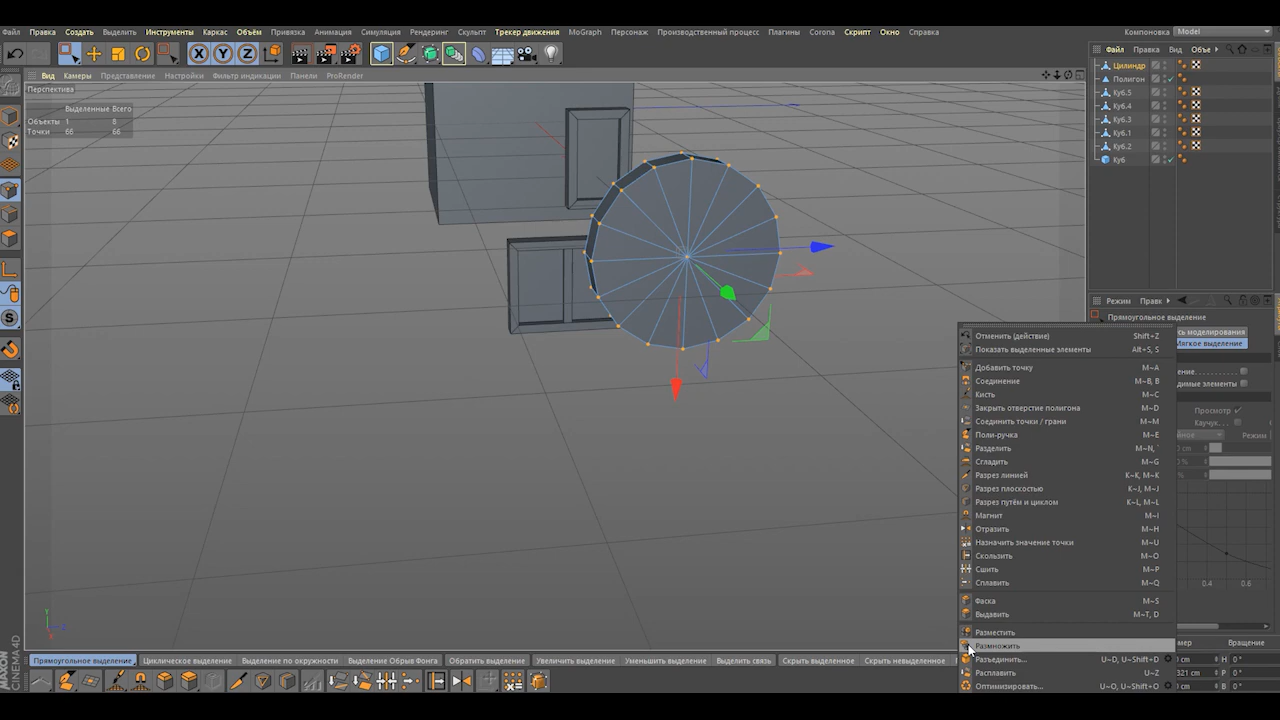 Файл Правка Создать Выделить Инструменты Каркас Объём Привязка Анимация Симуляция Рендеринг Скульпт Трекер движения MoGraph Персонаж Производственный процесс Плагины Corona Скрипт Окно Справка
Компоновка Model
Вид Камеры Представление Настройки Фильтр индикации Панели ProRender
Перспектива
Выделенные Всего
Объекты 1 8
Точки 66 66
Файл Правка Вид Объе
Цилиндр
Полигон
Куб.5
Куб.4
Куб.3
Куб.1
Куб.2
Куб
Режим Правк
Прямоугольное выделение
сь моделирования
Мягкое выделение
ение
димые элементы
Просмотр
Каучук
йное Режим
0 cm
%
%
0.4 0.6
Отменить (действие) Shift+Z
Показать выделенные элементы Alt+S, S
Добавить точку M~A
Соединение M~B, B
Кисть M~C
Закрыть отверстие полигона M~D
Соединить точки / грани M~M
Поли-ручка M~E
Разделить M~N, `
Сгладить M~G
Разрез линией K~K, M~K
Разрез плоскостью K~J, M~J
Разрез путём и циклом K~L, M~L
Магнит M~I
Отразить M~H
Назначить значение точки M~U
Скользить M~O
Сшить M~P
Сплавить M~Q
Фаска M~S
Выдавить M~T, D
Разместить
Размножить
Разъединить... U~D, U~Shift+D
Расплавить U~Z
Оптимизировать... U~O, U~Shift+O
мер Вращение
cm H 0 °
321 cm P 0 °
cm B 0 °
Y
Z
X
Прямоугольное выделение Циклическое выделение Выделение по окружности Выделение Обрыв Фонга Обратить выделение Увеличить выделение Уменьшить выделение Выделить связь Скрыть выделенное Скрыть невыделенное
MAXON
CINEMA 4D